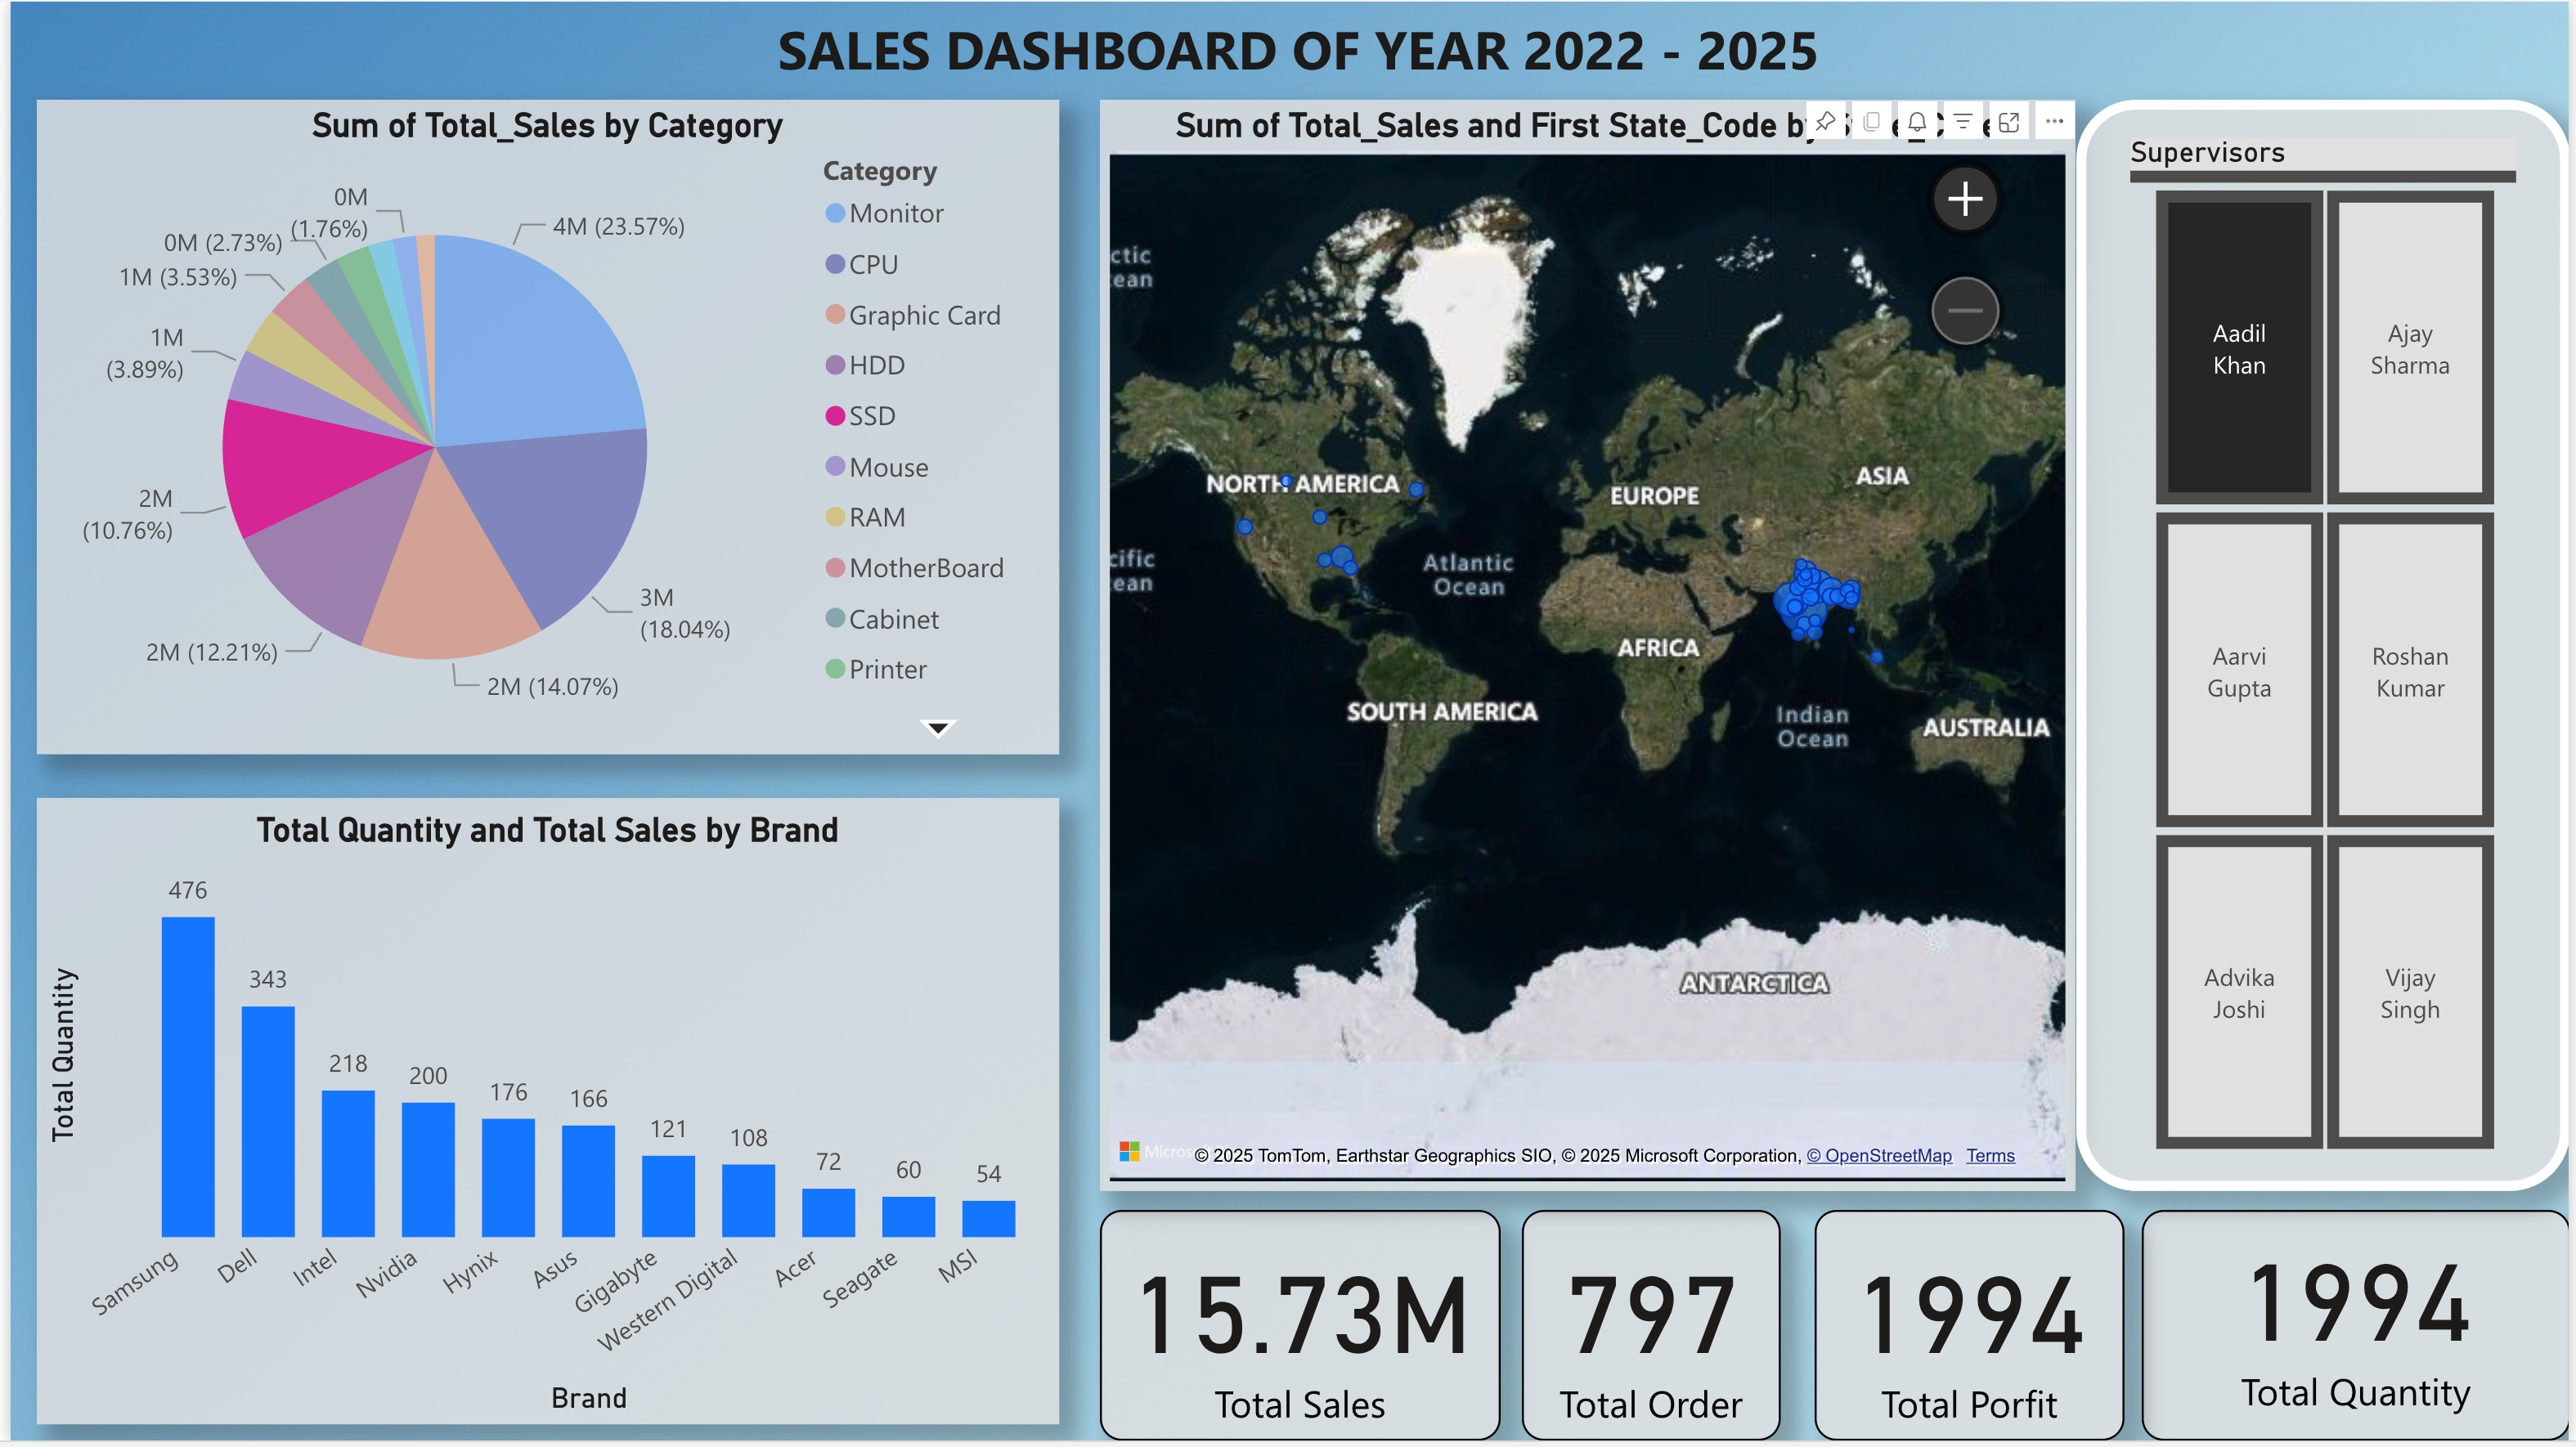 SALES DASHBOARD OF YEAR 2022 - 2025
Sum of Total_Sales by Category
0M
(1.76%)
0M (2.73%)
1M (3.53%)
1M
(3.89%)
2M
(10.76%)
2M (12.21%)
2M (14.07%)
3M
(18.04%)
4M (23.57%)
Category
Monitor
CPU
Graphic Card
HDD
SSD
Mouse
RAM
MotherBoard
Cabinet
Printer
Total Quantity and Total Sales by Brand
Total Quantity
476
343
218
200
176
166
121
108
72
60
54
Samsung
Dell
Intel
Nvidia
Hynix
Asus
Gigabyte
Western Digital
Acer
Seagate
MSI
Brand
Sum of Total_Sales and First State_Code
ctic
ean
NORTH AMERICA
EUROPE
ASIA
cific
ean
Atlantic
Ocean
AFRICA
SOUTH AMERICA
Indian
Ocean
AUSTRALIA
ANTARCTICA
© 2025 TomTom, Earthstar Geographics SIO, © 2025 Microsoft Corporation, © OpenStreetMap Terms
Supervisors
Aadil
Khan
Ajay
Sharma
Aarvi
Gupta
Roshan
Kumar
Advika
Joshi
Vijay
Singh
15.73M
Total Sales
797
Total Order
1994
Total Porfit
1994
Total Quantity